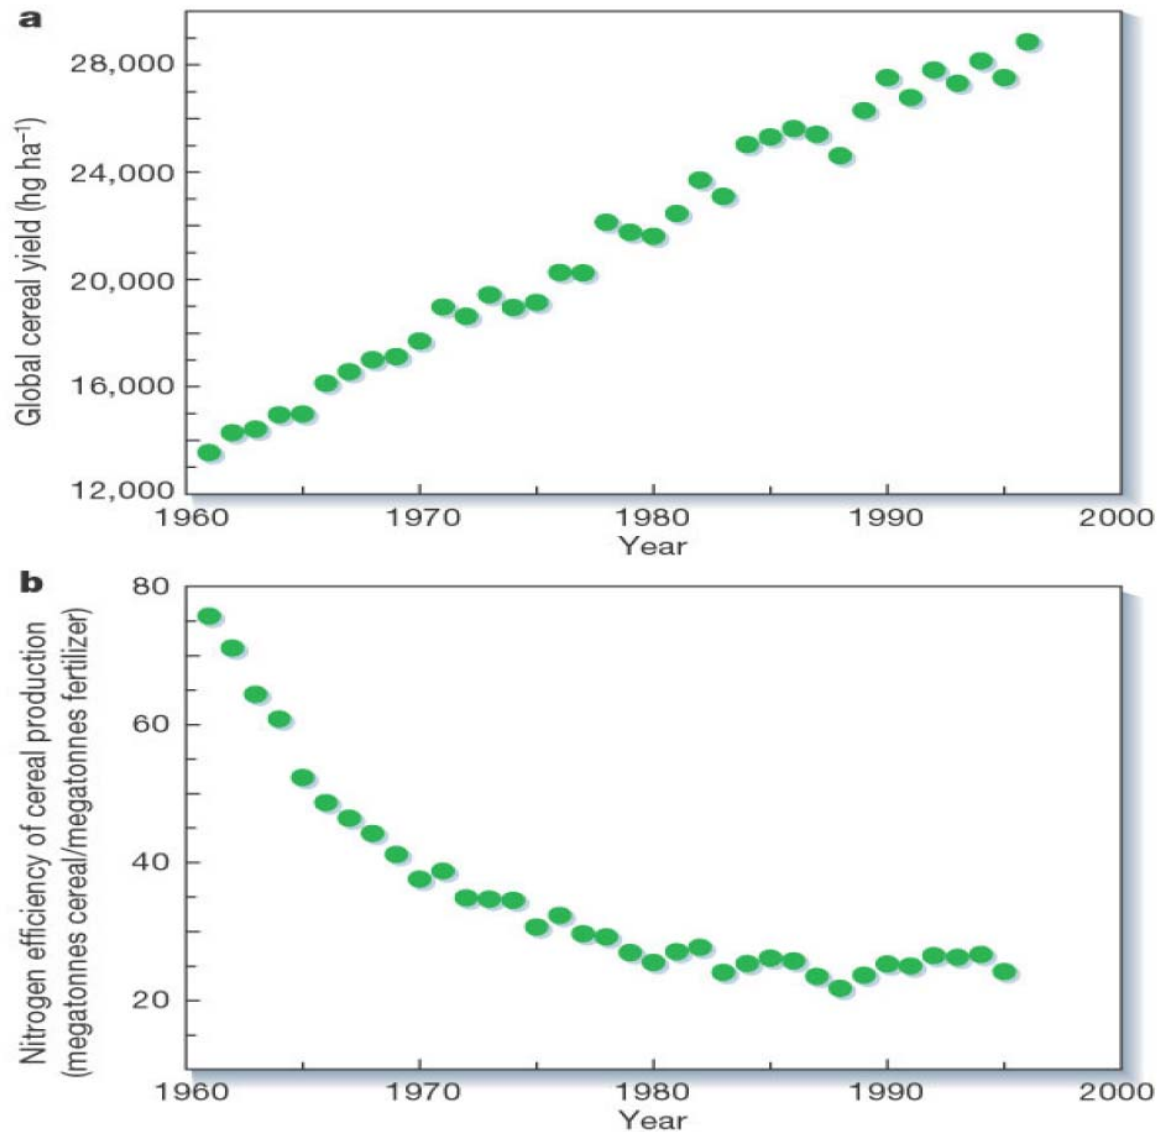 a
Global cereal yield (hg ha⁻¹)
28,000
24,000
20,000
16,000
12,000
1960 1970 1980 1990 2000
Year
b
Nitrogen efficiency of cereal production
(megatonnes cereal/megatonnes fertilizer)
80
60
40
20
1960 1970 1980 1990 2000
Year